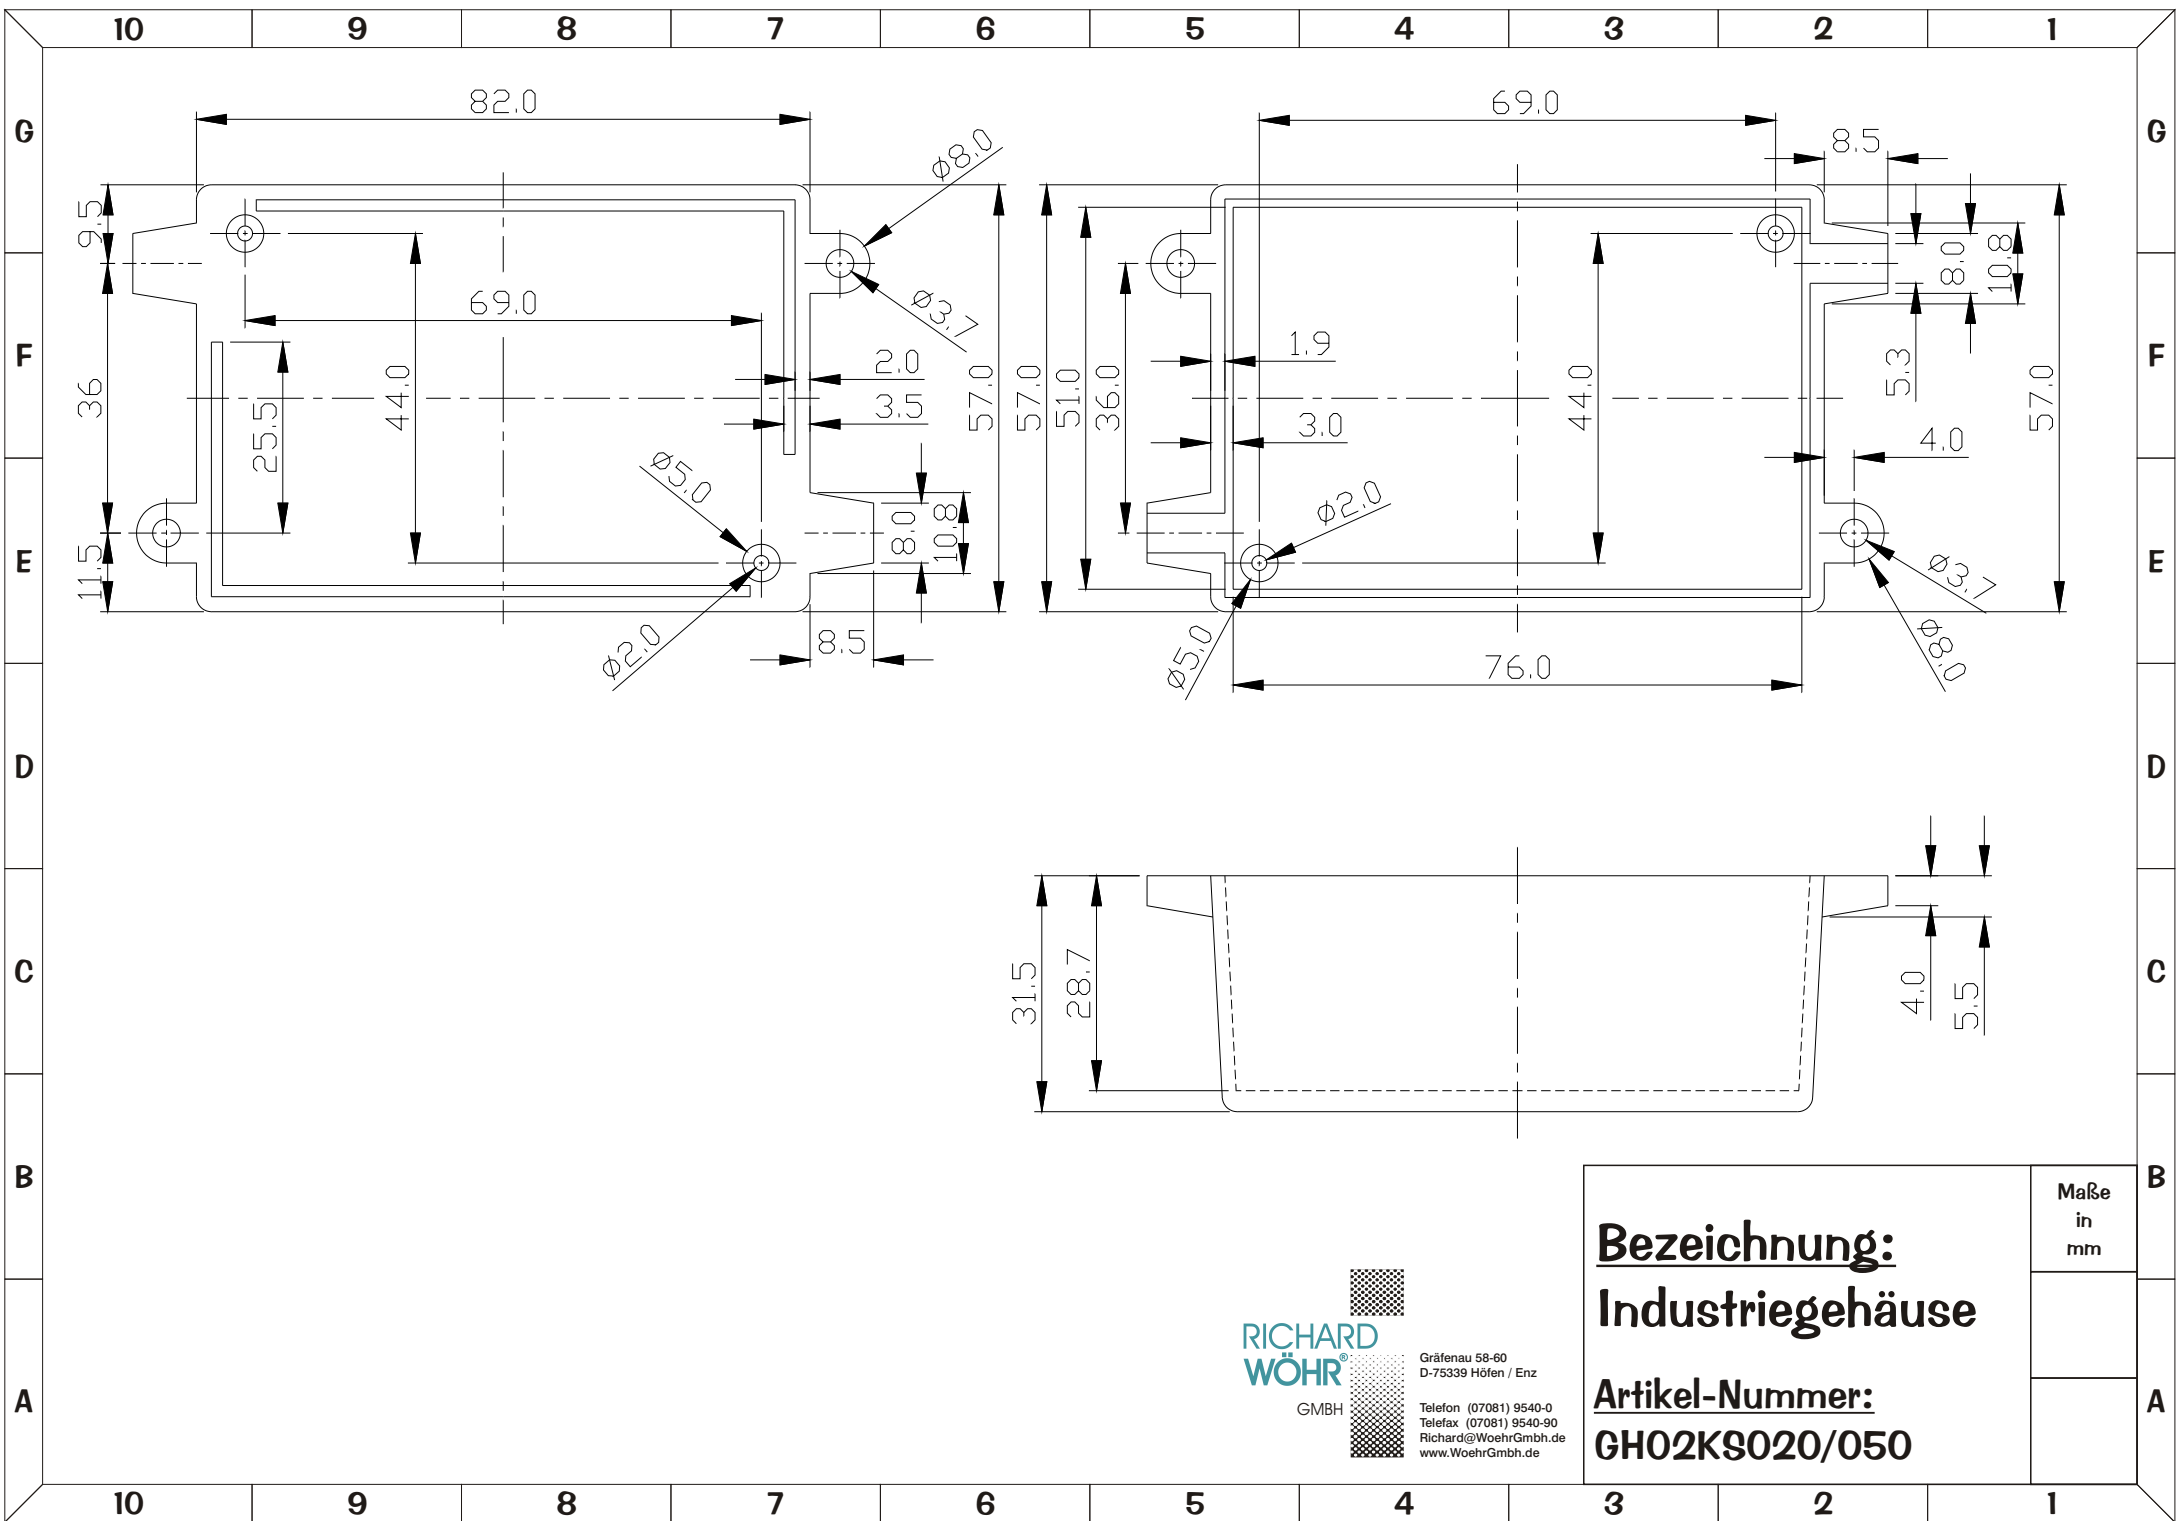 10 9 8 7 6 5 4 3 2 1
G G
F F
E E
D D
C C
B B
A A
82.0
9.5
36
11.5
25.5
44.0
69.0
ø8.0
ø3.7
2.0
3.5
57.0
ø5.0
ø2.0
8.0
10.8
8.5
69.0
8.5
57.0
51.0
36.0
1.9
3.0
44.0
8.0
10.8
5.3
57.0
4.0
ø2.0
ø5.0
76.0
ø3.7
ø8.0
31.5
28.7
4.0
5.5
Maße
in
mm
Bezeichnung:
Industriegehäuse
Artikel-Nummer:
GH02KS020/050
RICHARD
WÖHR®
GMBH
Gräfenau 58-60
D-75339 Höfen / Enz
Telefon (07081) 9540-0
Telefax (07081) 9540-90
Richard@WoehrGmbh.de
www.WoehrGmbh.de
10 9 8 7 6 5 4 3 2 1